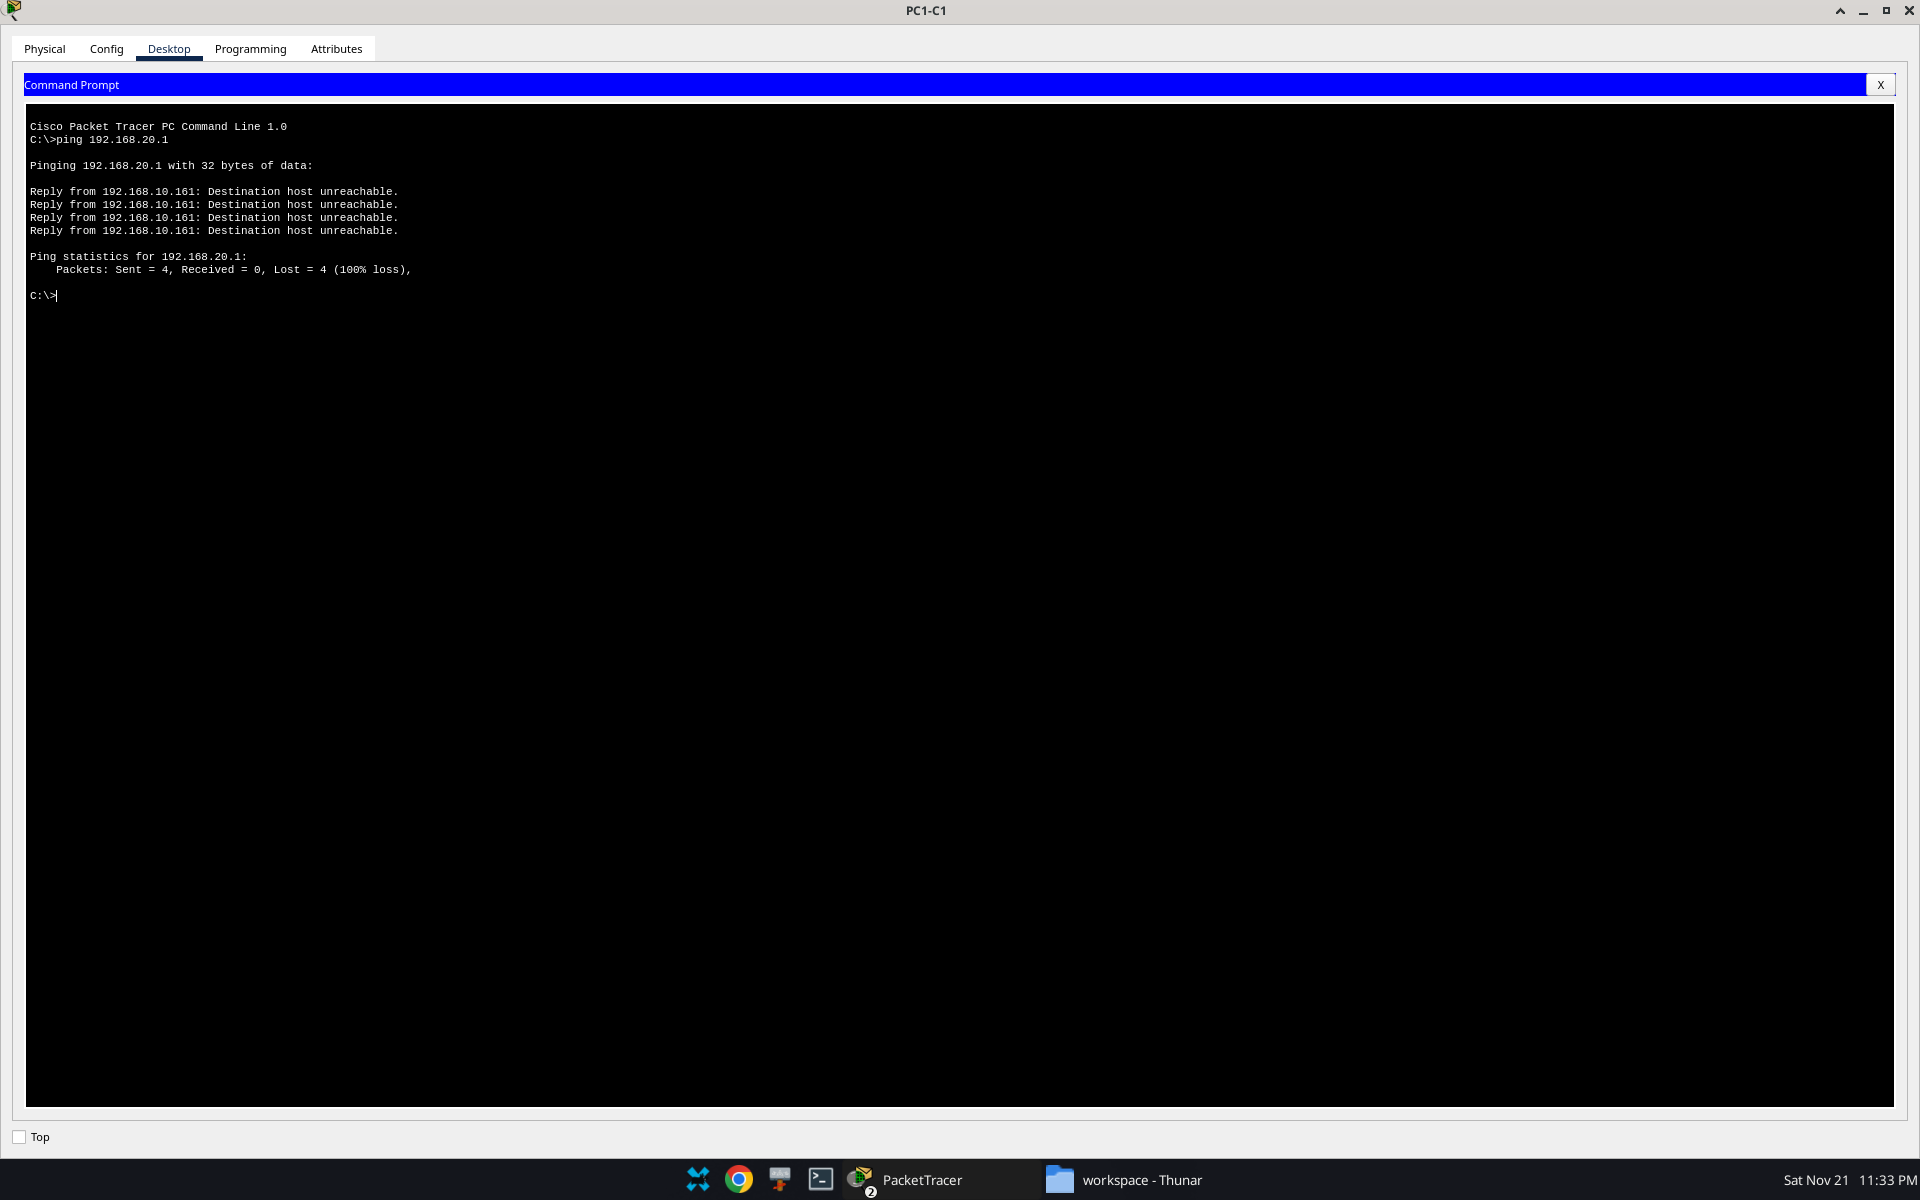 PC1-C1
Physical Config Desktop Programming Attributes
Command Prompt X
Cisco Packet Tracer PC Command Line 1.0
C:\>ping 192.168.20.1
Pinging 192.168.20.1 with 32 bytes of data:
Reply from 192.168.10.161: Destination host unreachable.
Reply from 192.168.10.161: Destination host unreachable.
Reply from 192.168.10.161: Destination host unreachable.
Reply from 192.168.10.161: Destination host unreachable.
Ping statistics for 192.168.20.1:
    Packets: Sent = 4, Received = 0, Lost = 4 (100% loss),
C:\>
Top
2 PacketTracer workspace - Thunar Sat Nov 21 11:33 PM